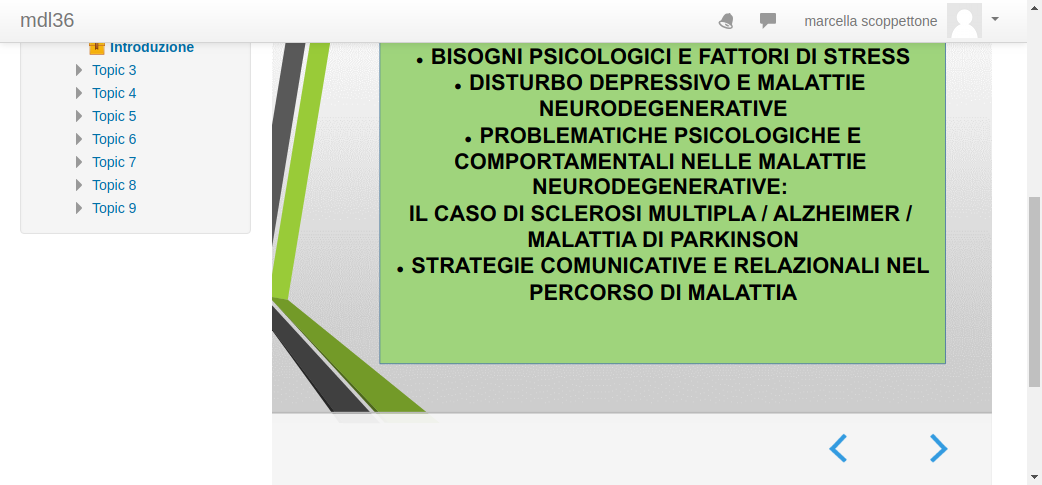 mdl36
marcella scoppettone
Introduzione
Topic 3
Topic 4
Topic 5
Topic 6
Topic 7
Topic 8
Topic 9
• BISOGNI PSICOLOGICI E FATTORI DI STRESS
• DISTURBO DEPRESSIVO E MALATTIE
NEURODEGENERATIVE
• PROBLEMATICHE PSICOLOGICHE E
COMPORTAMENTALI NELLE MALATTIE
NEURODEGENERATIVE:
IL CASO DI SCLEROSI MULTIPLA / ALZHEIMER /
MALATTIA DI PARKINSON
• STRATEGIE COMUNICATIVE E RELAZIONALI NEL
PERCORSO DI MALATTIA